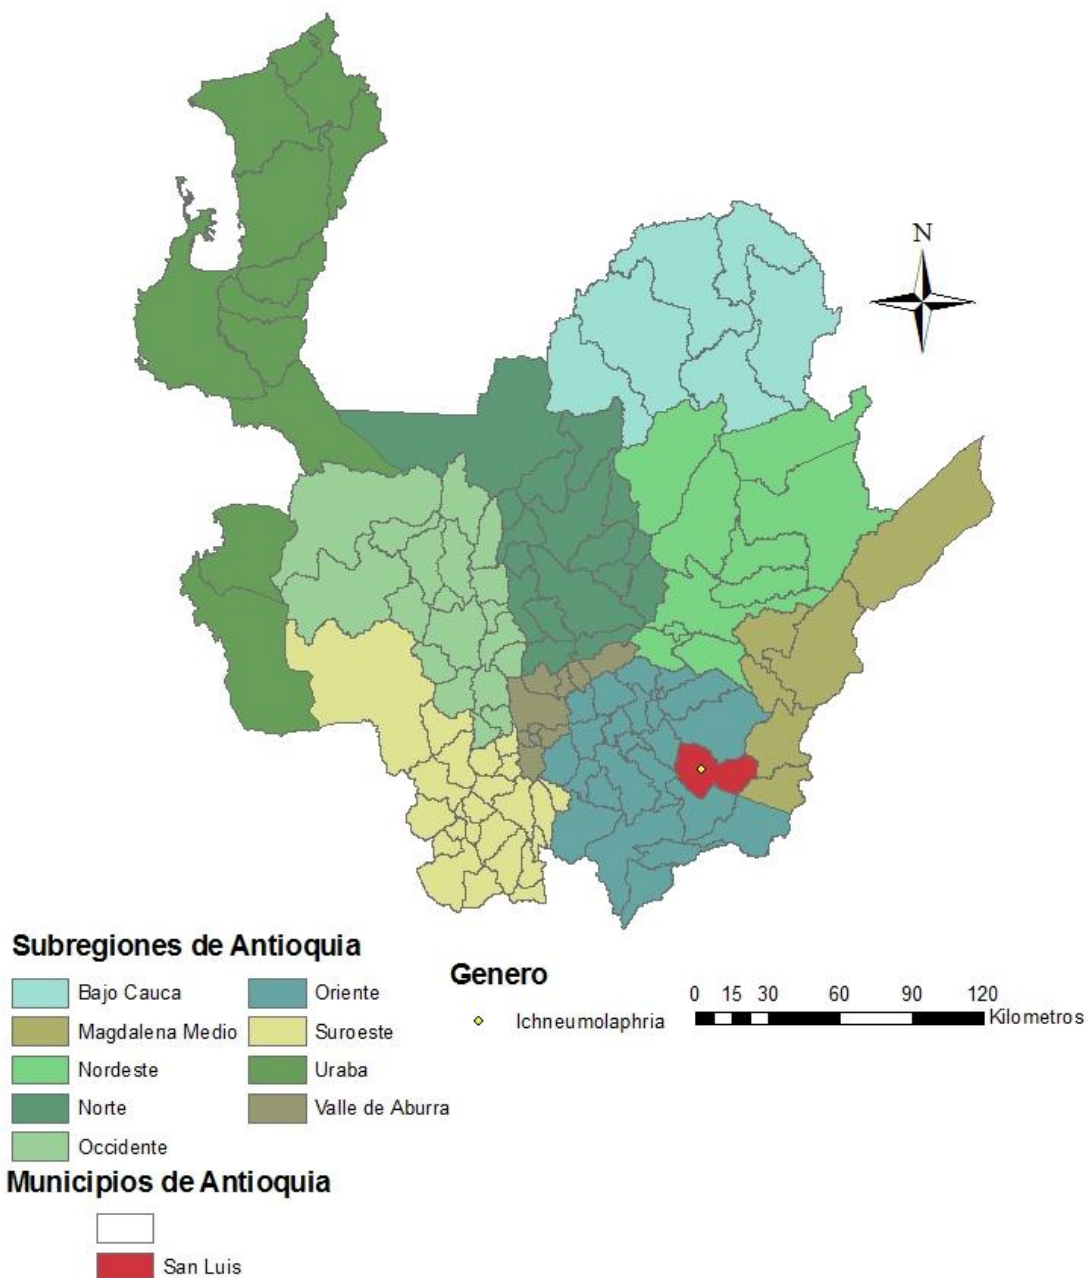 N
Subregiones de Antioquia
Bajo Cauca
Magdalena Medio
Nordeste
Norte
Occidente
Oriente
Suroeste
Uraba
Valle de Aburra
Genero
Ichneumolaphria
0 15 30 60 90 120
Kilometros
Municipios de Antioquia
San Luis